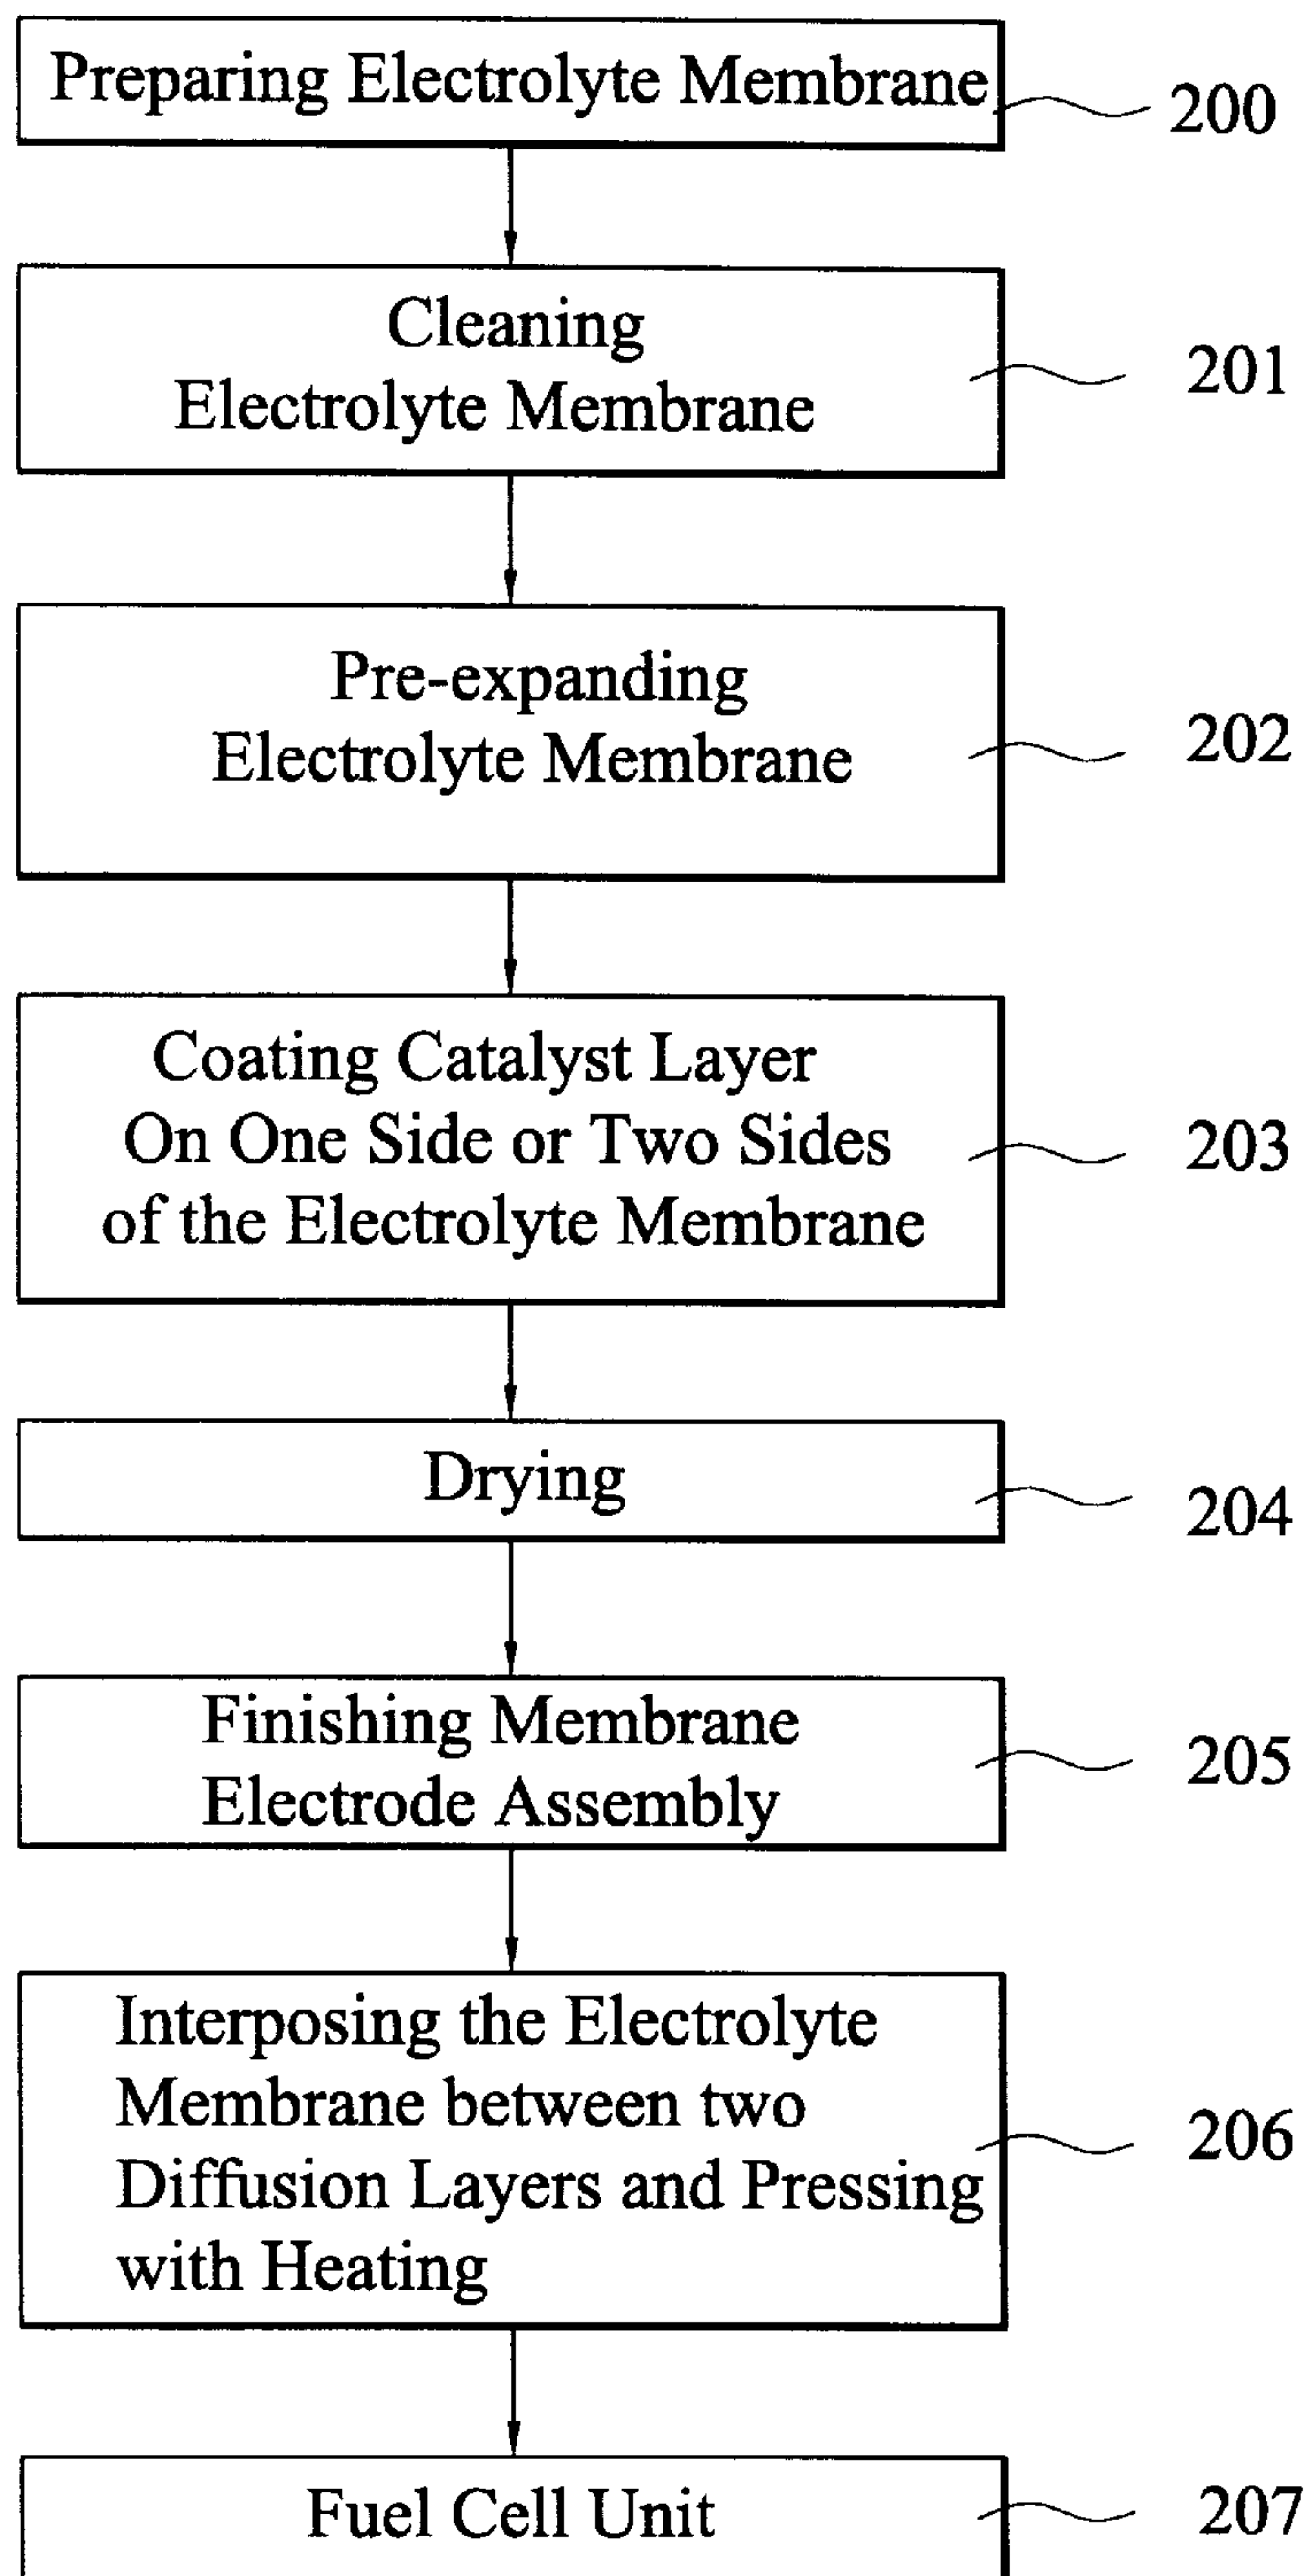 Preparing Electrolyte Membrane
200
Cleaning
Electrolyte Membrane
201
Pre-expanding
Electrolyte Membrane
202
Coating Catalyst Layer
On One Side or Two Sides
of the Electrolyte Membrane
203
Drying
204
Finishing Membrane
Electrode Assembly
205
Interposing the Electrolyte
Membrane between two
Diffusion Layers and Pressing
with Heating
206
Fuel Cell Unit
207